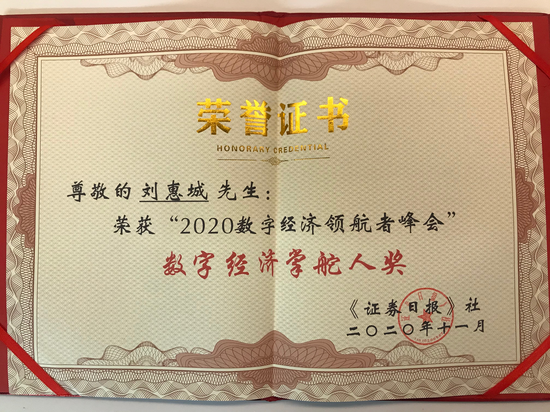 荣誉证书
HONORARY CREDENTIAL
尊敬的 刘惠城 先生：
荣获“2020数字经济领航者峰会”
数字经济掌舵人奖
《证券日报》社
二〇二〇年十一月